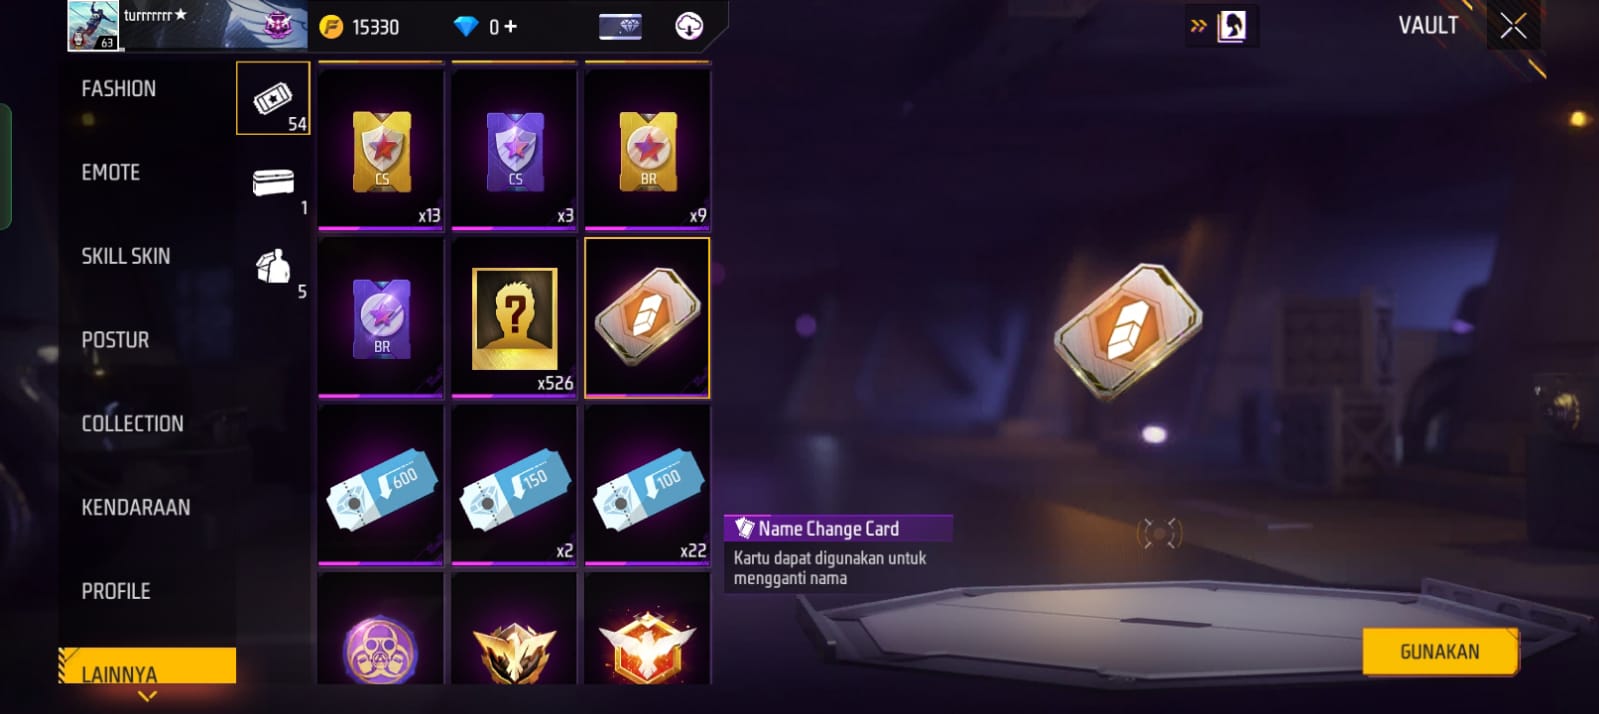 turrrrrrr★
63
15330
0 +
VAULT
FASHION
EMOTE
SKILL SKIN
POSTUR
COLLECTION
KENDARAAN
PROFILE
LAINNYA
54
1
5
CS
x13
CS
x3
BR
x9
BR
?
x526
600
150
x2
100
x22
Name Change Card
Kartu dapat digunakan untuk
mengganti nama
GUNAKAN